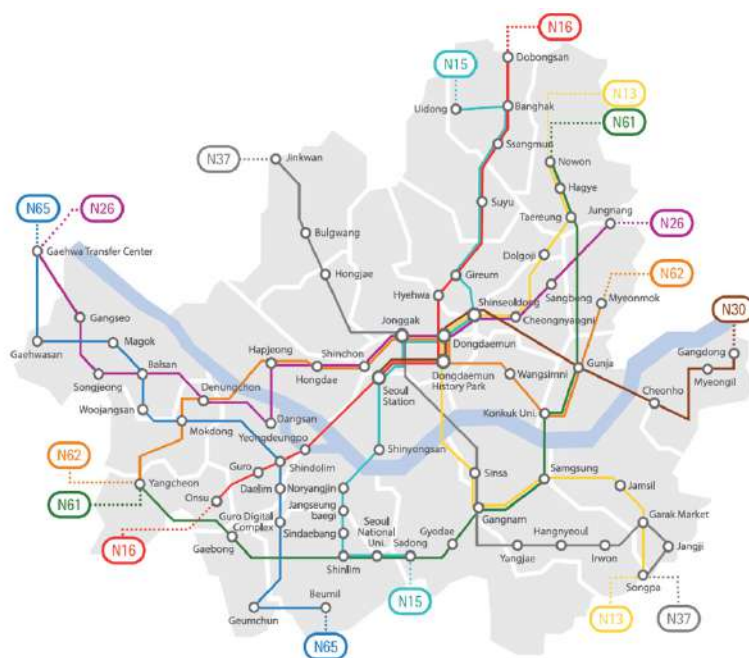 N16
Dobongsan
N15
Uidong
Banghak
N13
N61
Ssangmun
Nowon
N37
Jinkwan
Hagye
Suyu
Taereung
Jungnang
N65
N26
N26
Bulgwang
Dolgoji
Gaehwa Transfer Center
Hongjae
Gireum
Sangbong
N62
Hyehwa
Shinseoldong
Myeonmok
Gangseo
Jonggak
Cheongnyangni
N30
Gaehwasan
Magok
Hapjeong
Shinchon
Dongdaemun
Gangdong
Songjeong
Balsan
Hongdae
Dongdaemun
History Park
Wangsimni
Gunja
Myeongil
Denungchon
Seoul
Station
Cheonho
Woojangsan
Dangsan
Konkuk Uni.
Mokdong
Yeongdeungpo
Shinyongsan
N62
Yangcheon
Guro
Shindolim
Sinsa
Samgsung
Jamsil
Onsu
Daelim
Noryangjin
N61
Guro Digital
Complex
Jangseung
baegi
Gangnam
Garak Market
N16
Gaebong
Sindaebang
Seoul
National
Uni.
Sadong
Gyodae
Hangnyeoul
Shinlim
Yangjae
Irwon
Jangji
Songpa
Beumil
N15
Geumchun
N65
N13
N37